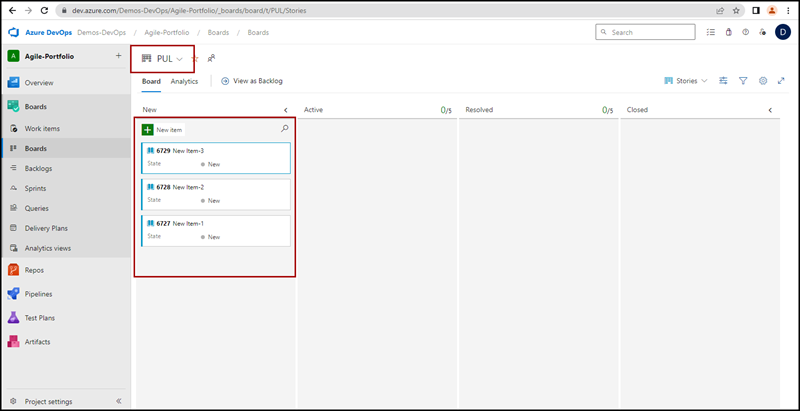 dev.azure.com/Demos-DevOps/Agile-Portfolio/_boards/board/t/PUL/Stories
Azure DevOps Demos-DevOps / Agile-Portfolio / Boards / Boards
Search
D
A Agile-Portfolio +
PUL
Overview
Board Analytics View as Backlog
Stories
Boards
New
Active 0/5
Resolved 0/5
Closed
Work items
New item
Boards
6729 New Item-3
State New
Backlogs
Sprints
6728 New Item-2
State New
Queries
Delivery Plans
6727 New Item-1
State New
Analytics views
Repos
Pipelines
Test Plans
Artifacts
Project settings